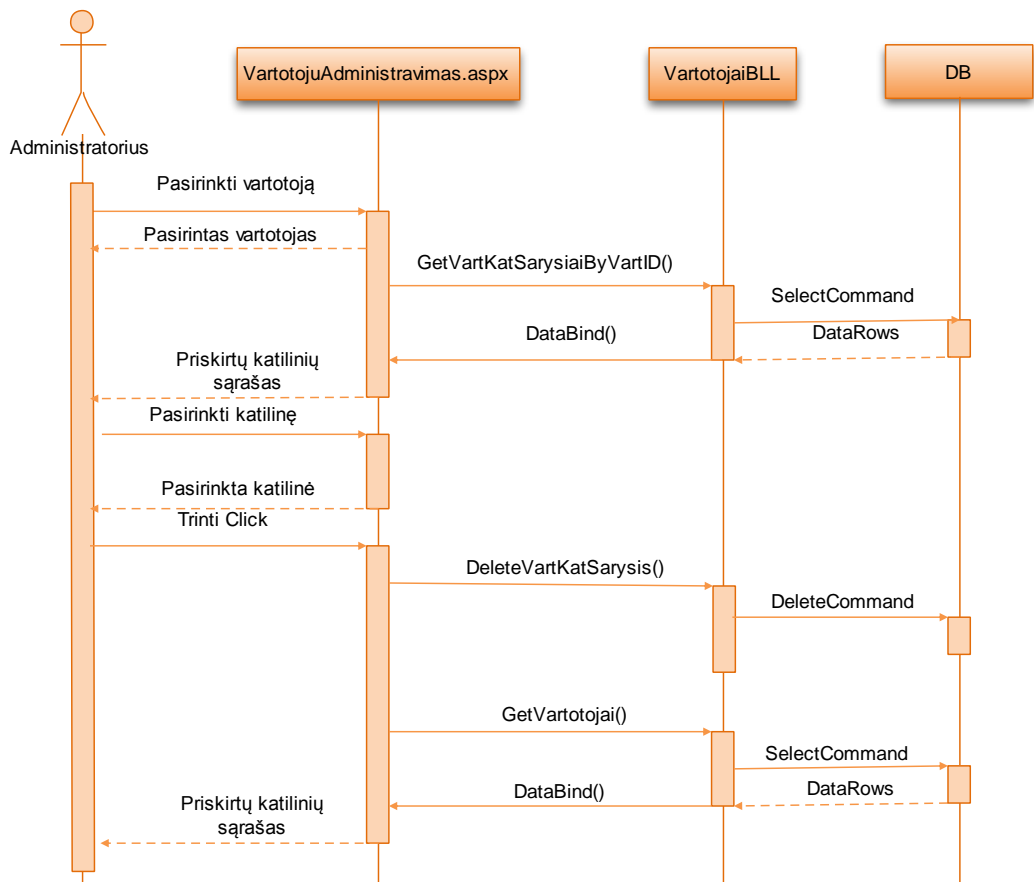 VartotojuAdministravimas.aspx
VartotojaiBLL
DB
Administratorius
Pasirinkti vartotoją
Pasirintas vartotojas
GetVartKatSarysiaiByVartID()
SelectCommand
DataRows
DataBind()
Priskirtų katilinių
sąrašas
Pasirinkti katilinę
Pasirinkta katilinė
Trinti Click
DeleteVartKatSarysis()
DeleteCommand
GetVartotojai()
SelectCommand
DataRows
DataBind()
Priskirtų katilinių
sąrašas